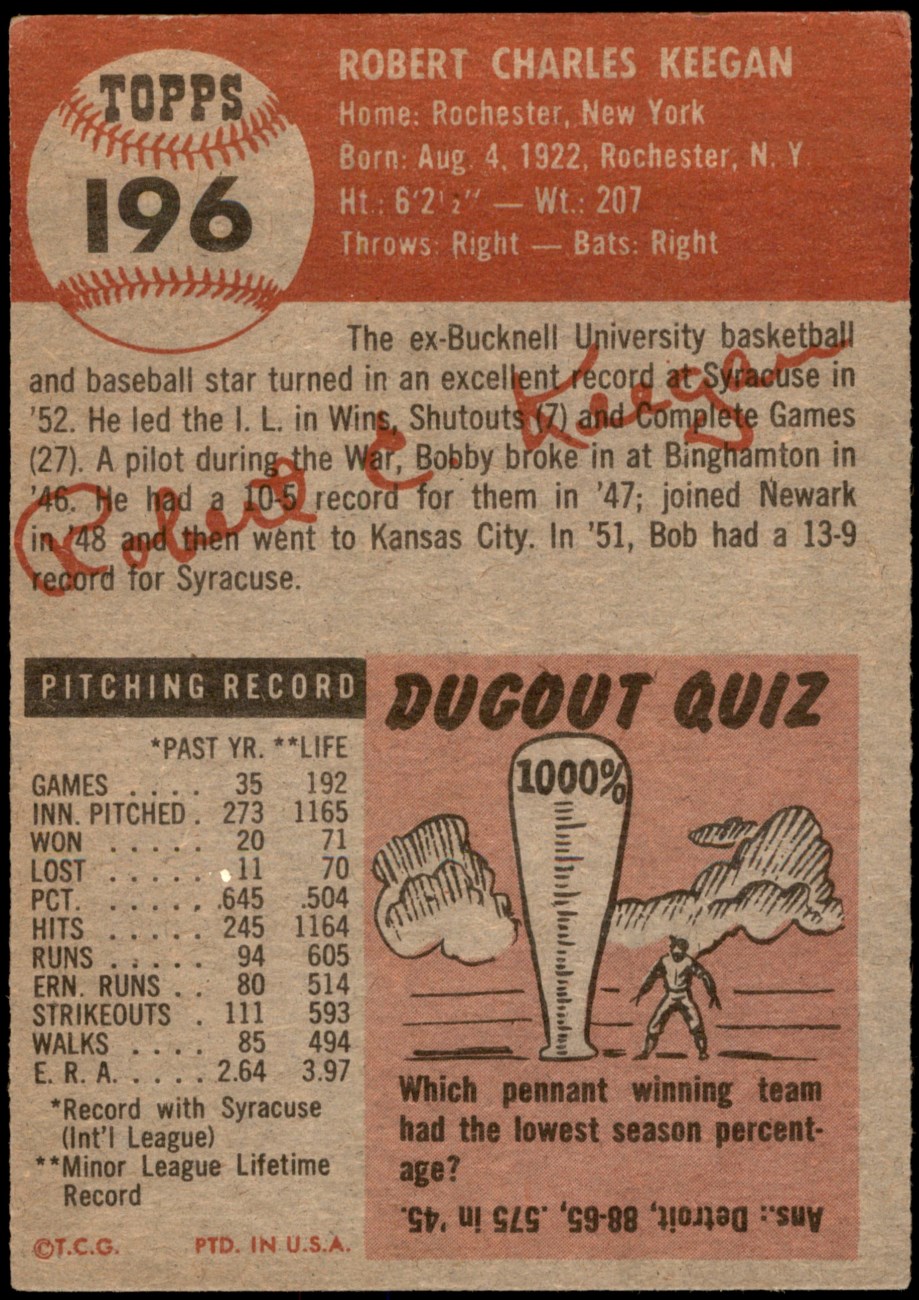 TOPPS
196
ROBERT CHARLES KEEGAN
Home: Rochester, New York
Born: Aug. 4, 1922, Rochester, N. Y
Ht.: 6'2½" — Wt.: 207
Throws: Right — Bats: Right
The ex-Bucknell University basketball
and baseball star turned in an excellent record at Syracuse in
'52. He led the I. L. in Wins, Shutouts (7) and Complete Games
(27). A pilot during the War, Bobby broke in at Binghamton in
'46. He had a 10-5 record for them in '47; joined Newark
in '48 and then went to Kansas City. In '51, Bob had a 13-9
record for Syracuse.
Robert C. Keegan
PITCHING RECORD
*PAST YR. **LIFE
GAMES . . . . 35 192
INN. PITCHED . 273 1165
WON . . . . . 20 71
LOST . . . . . 11 70
PCT. . . . . . .645 .504
HITS . . . . . 245 1164
RUNS . . . . . 94 605
ERN. RUNS . . 80 514
STRIKEOUTS . 111 593
WALKS . . . . 85 494
E. R. A. . . . . 2.64 3.97
*Record with Syracuse
(Int'l League)
**Minor League Lifetime
Record
©T.C.G. PTD. IN U.S.A.
DUGOUT QUIZ
1000%
Which pennant winning team
had the lowest season percent-
age?
Ans.: Detroit, 88-65, .575 in '45.